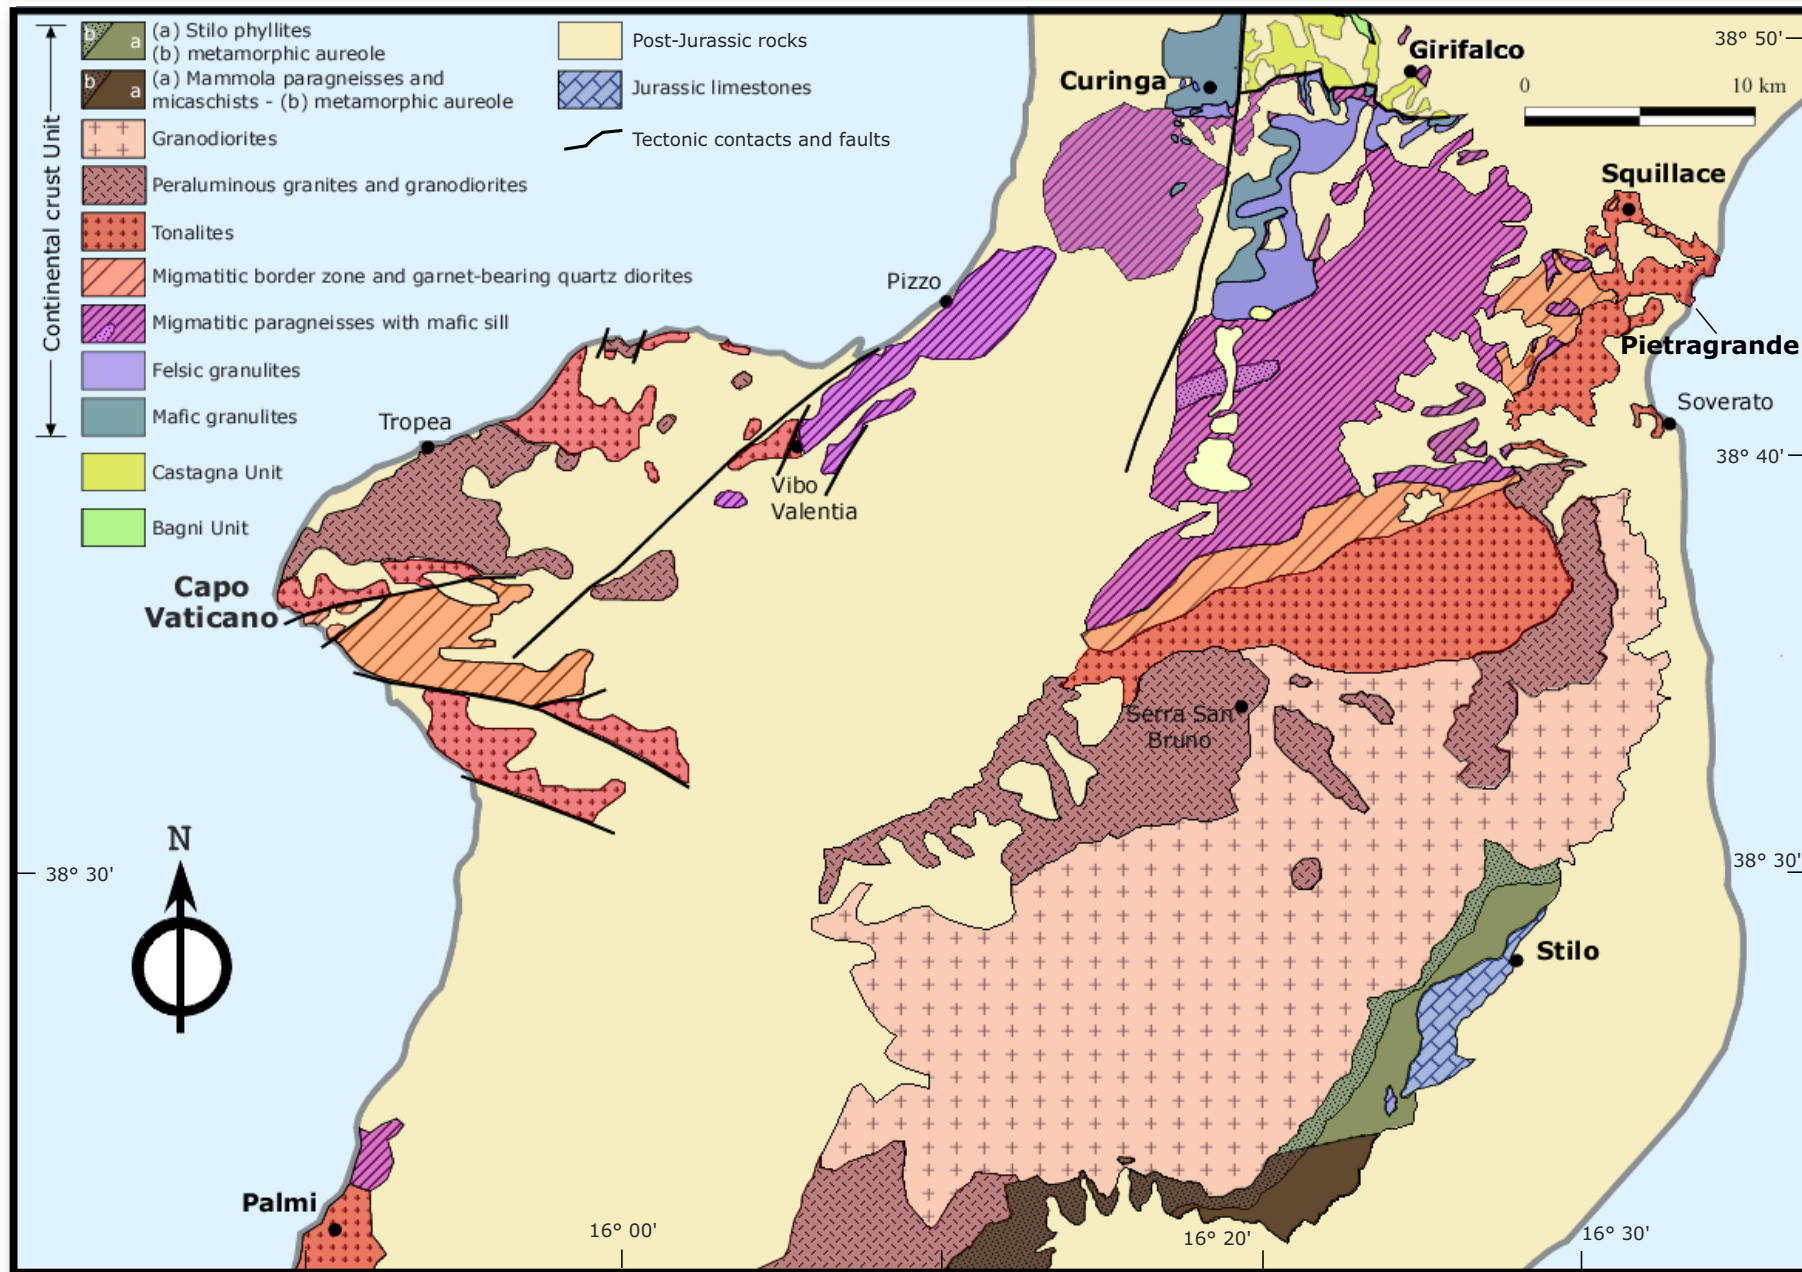 Continental crust Unit
b
a
(a) Stilo phyllites
(b) metamorphic aureole
b
a
(a) Mammola paragneisses and
micaschists - (b) metamorphic aureole
Granodiorites
Peraluminous granites and granodiorites
Tonalites
Migmatitic border zone and garnet-bearing quartz diorites
Migmatitic paragneisses with mafic sill
Felsic granulites
Mafic granulites
Castagna Unit
Bagni Unit
Post-Jurassic rocks
Jurassic limestones
Tectonic contacts and faults
Curinga
Girifalco
38° 50'
0
10 km
Squillace
Pizzo
Pietragrande
Tropea
Soverato
38° 40'
Vibo
Valentia
Capo
Vaticano
Serra San
Bruno
N
38° 30'
38° 30'
Stilo
Palmi
16° 00'
16° 20'
16° 30'